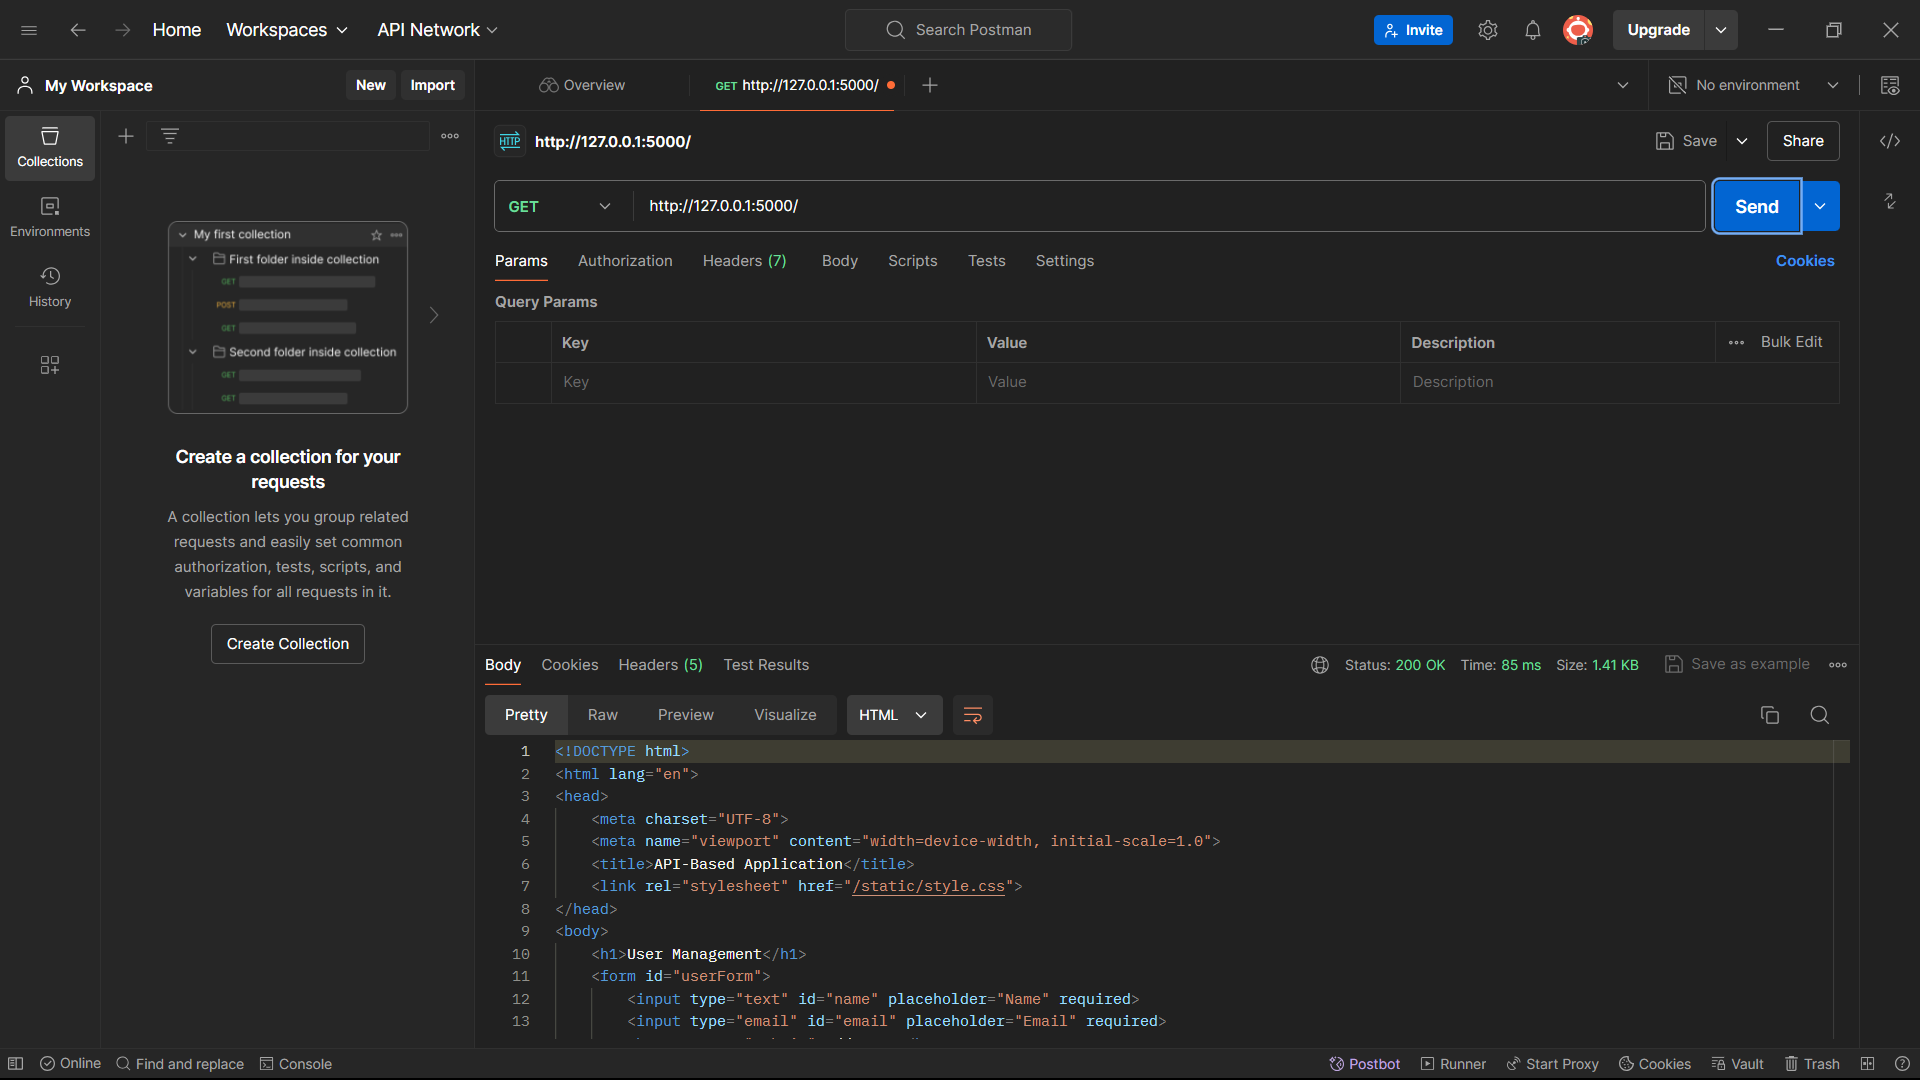 Home Workspaces API Network Search Postman Invite Upgrade
My Workspace New Import Overview GET http://127.0.0.1:5000/ No environment
Collections
Environments
History
My first collection
First folder inside collection
GET
POST
GET
Second folder inside collection
GET
GET
Create a collection for your
requests
A collection lets you group related
requests and easily set common
authorization, tests, scripts, and
variables for all requests in it.
Create Collection
HTTP http://127.0.0.1:5000/ Save Share
GET http://127.0.0.1:5000/ Send
Params Authorization Headers (7) Body Scripts Tests Settings Cookies
Query Params
Key Value Description Bulk Edit
Key Value Description
Body Cookies Headers (5) Test Results Status: 200 OK Time: 85 ms Size: 1.41 KB Save as example
Pretty Raw Preview Visualize HTML
1 <!DOCTYPE html>
2 <html lang="en">
3 <head>
4 <meta charset="UTF-8">
5 <meta name="viewport" content="width=device-width, initial-scale=1.0">
6 <title>API-Based Application</title>
7 <link rel="stylesheet" href="/static/style.css">
8 </head>
9 <body>
10 <h1>User Management</h1>
11 <form id="userForm">
12 <input type="text" id="name" placeholder="Name" required>
13 <input type="email" id="email" placeholder="Email" required>
Online Find and replace Console Postbot Runner Start Proxy Cookies Vault Trash